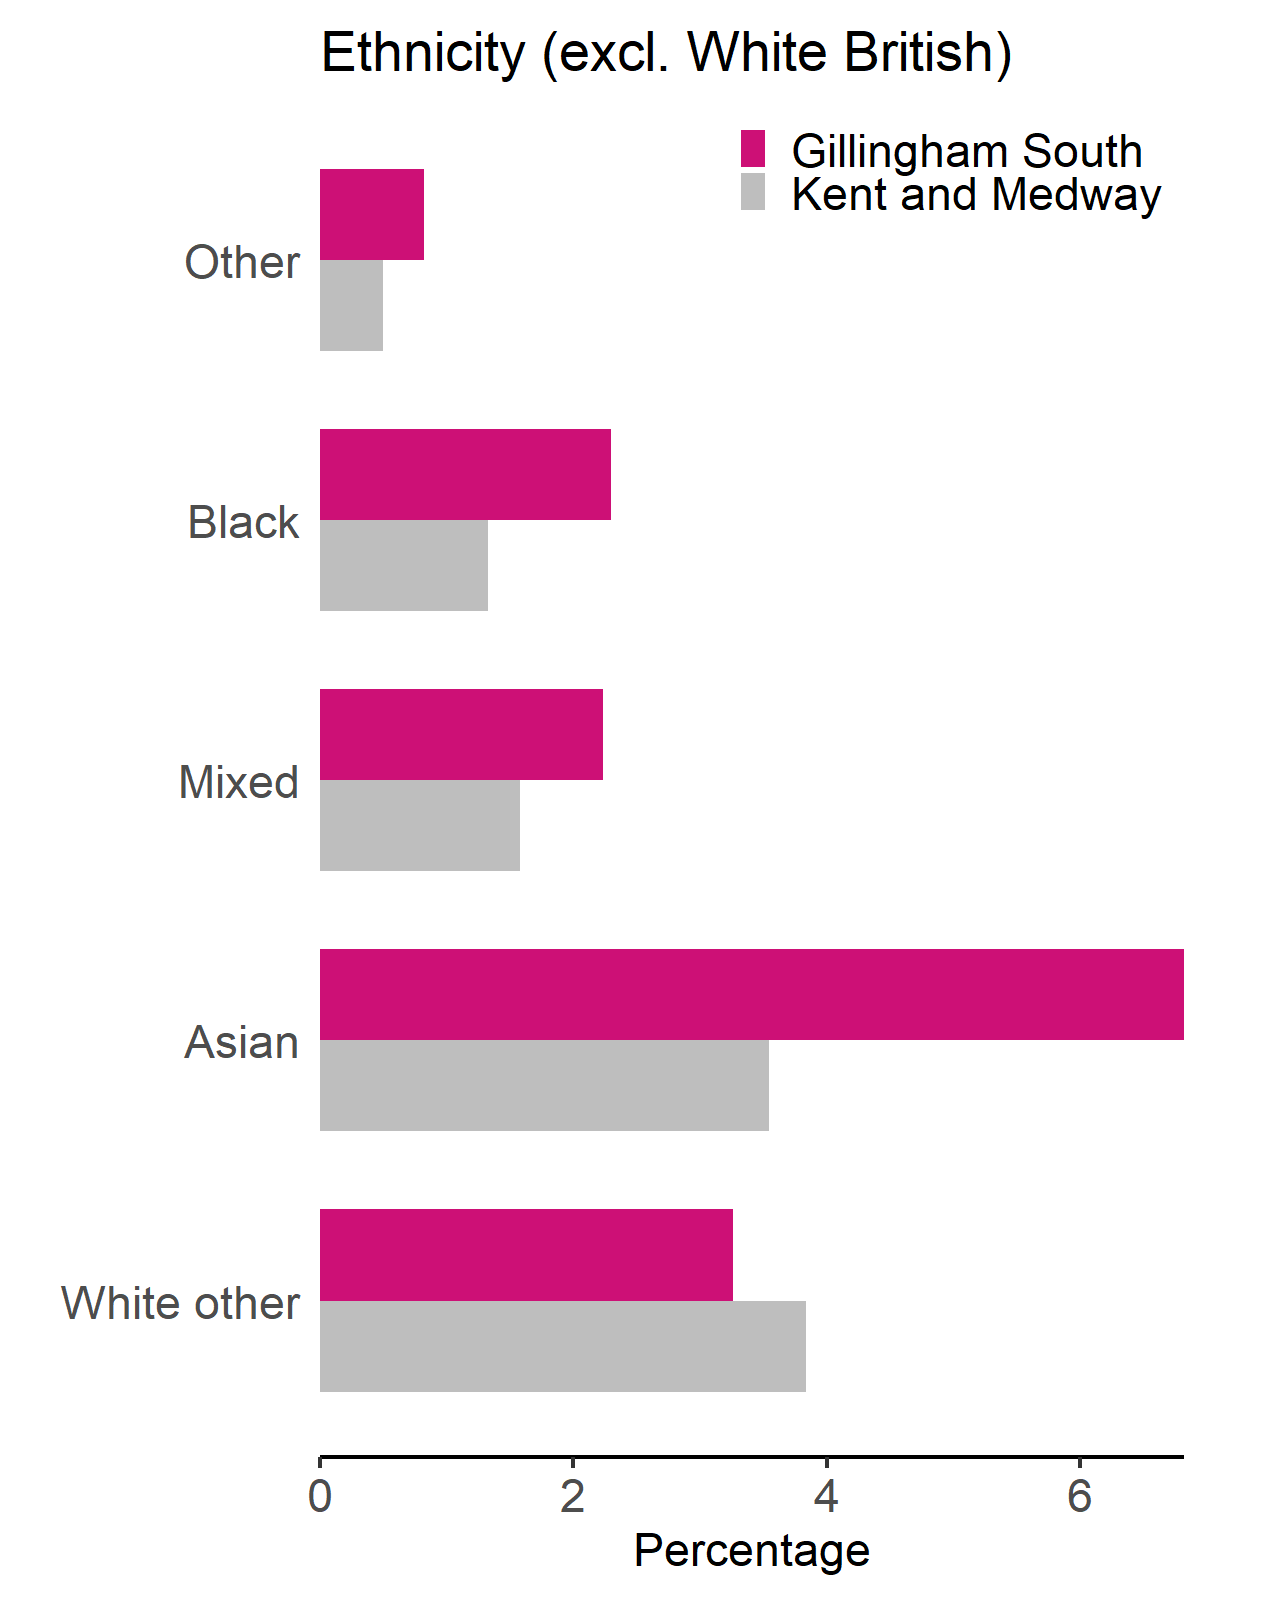 Ethnicity (excl. White British)
Gillingham South
Kent and Medway
Other
Black
Mixed
Asian
White other
0 2 4 6
Percentage